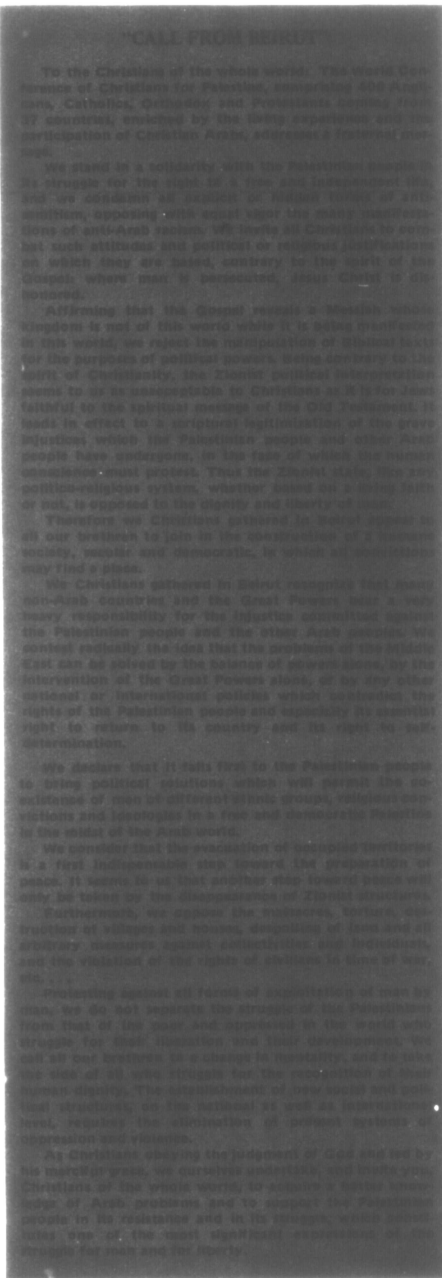 "CALL FROM BEIRUT"
To the Christians of the whole world: The World Con-
ference of Christians for Palestine, comprising 400 Angli-
cans, Catholics, Orthodox and Protestants coming from
37 countries, enriched by the living experience and the
participation of Christian Arabs, addresses a fraternal mes-
sage.
We stand in a solidarity with the Palestinian people in
its struggle for the right to a free and independent life,
and we condemn all explicit or hidden forms of anti-
semitism, opposing with equal vigor the many manifesta-
tions of anti-Arab racism. We invite all Christians to com-
bat such attitudes and political or religious justifications
on which they are based, contrary to the spirit of the
Gospel: where man is persecuted, Jesus Christ is dis-
honored.
Affirming that the Gospel reveals a Messiah whose
Kingdom is not of this world while it is being manifested
in this world, we reject the manipulation of Biblical texts
for the purposes of political powers. Being contrary to the
spirit of Christianity, the Zionist political interpretation
seems to us as unacceptable to Christians as it is for Jews
faithful to the spiritual message of the Old Testament. It
leads in effect to a scriptural legitimization of the grave
injustices which the Palestinian people and other Arab
people have undergone, in the face of which the human
conscience must protest. Thus the Zionist state, like any
politico-religious system, whether based on a living faith
or not, is opposed to the dignity and liberty of man.
Therefore we Christians gathered in Beirut appeal to
all our brethren to join in the construction of a human
society, secular and democratic, in which all
may find a place.
We Christians gathered in Beirut recognize that many
non-Arab countries and the Great Powers bear a very
heavy responsibility for the injustice committed against
the Palestinian people and the other Arab peoples. We
contest radically the idea that the problems of the Middle
East can be solved by the balance of powers alone, by the
intervention of the Great Powers alone, or by any other
national or international policies which contradict the
rights of the Palestinian people and especially its essential
right to return to its country and its right to self-
determination.
We declare that it falls first to the Palestinian people
to bring political solutions which will permit the co-
existence of men of different ethnic groups, religious con-
victions and ideologies in a free and democratic Palestine
in the midst of the Arab world.
We consider that the evacuation of occupied territories
is a first indispensable step toward the preparation of
peace. It seems to us that another step toward peace will
only be taken by the disappearance of Zionist structures.
Furthermore, we oppose the massacres, torture, des-
truction of villages and houses, despoiling of land and all
arbitrary measures against collectivities and individuals,
and the violation of the rights of civilians in time of war,
etc. . . .
Protesting against all forms of exploitation of man by
man, we do not separate the struggle of the Palestinians
from that of the poor and oppressed in the world who
struggle for their liberation and their development. We
call all our brethren to a change in mentality, and to take
the side of all who struggle for the recognition of their
human dignity. The establishment of new social and poli-
tical structures, on the national as well as international
level, requires the elimination of present systems of
oppression and violence.
As Christians obeying the judgment of God and led by
his merciful grace, we ourselves undertake, and invite you,
Christians of the whole world, to acquire a better know-
ledge of Arab problems and to support the Palestinian
people in its resistance and in its struggle, which consti-
tutes one of the most significant expressions of the
struggle for man and for liberty.